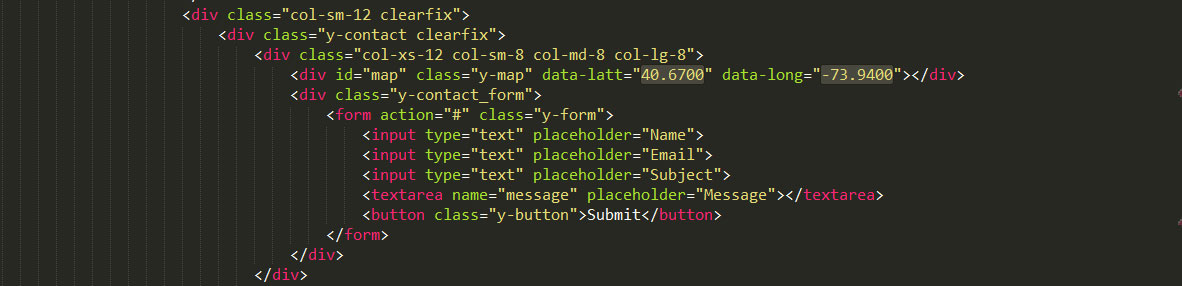 <div class="col-sm-12 clearfix">
<div class="y-contact clearfix">
<div class="col-xs-12 col-sm-8 col-md-8 col-lg-8">
<div id="map" class="y-map" data-latt="40.6700" data-long="-73.9400"></div>
<div class="y-contact_form">
<form action="#" class="y-form">
<input type="text" placeholder="Name">
<input type="text" placeholder="Email">
<input type="text" placeholder="Subject">
<textarea name="message" placeholder="Message"></textarea>
<button class="y-button">Submit</button>
</form>
</div>
</div>